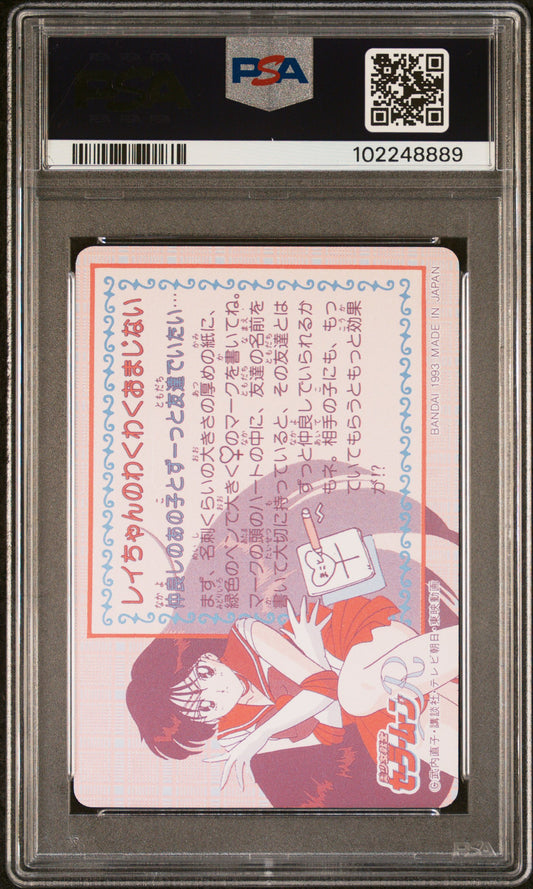 PSA
102248889
レイちゃんのわくわくおまじない
仲良しのあの子とずーっと友達でいたい…
まず、名刺くらいの大きさの厚めの紙に、
緑色のペンで大きく♀のマークを書いてね。
マークの頭のハートの中に、友達の名前を
書いて大切に持っていると、その友達とは
ずっと仲良しでいられるか
もネ。相手の子にも、もっ
ていてもらうともっと効果
が!?
まこと
美少女戦士
セーラームーンR
©武内直子・講談社・テレビ朝日・東映動画
BANDAI 1993 MADE IN JAPAN
PSA